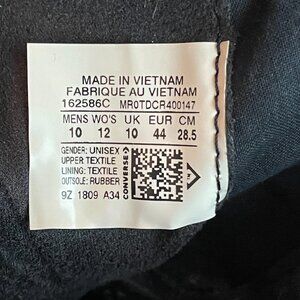 MADE IN VIETNAM
FABRIQUE AU VIETNAM
162586C MR0TDCR400147
MENS WO'S UK EUR CM
10 12 10 44 28.5
GENDER: UNISEX
UPPER: TEXTILE
LINING: TEXTILE
OUTSOLE: RUBBER
9Z 1809 A34
CONVERSE